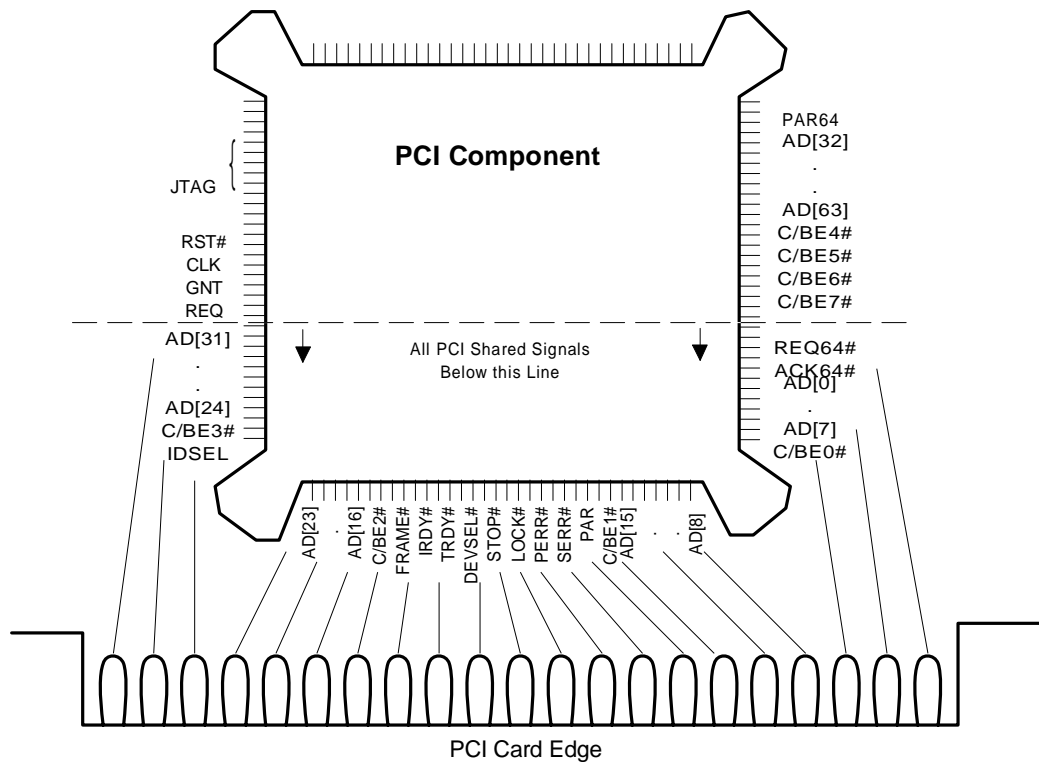 PCI Component
JTAG
RST#
CLK
GNT
REQ
AD[31]
.
.
AD[24]
C/BE3#
IDSEL
All PCI Shared Signals
Below this Line
PAR64
AD[32]
.
.
AD[63]
C/BE4#
C/BE5#
C/BE6#
C/BE7#
REQ64#
ACK64#
AD[0]
.
AD[7]
C/BE0#
AD[23]
.
AD[16]
C/BE2#
FRAME#
IRDY#
TRDY#
DEVSEL#
STOP#
LOCK#
PERR#
SERR#
PAR
C/BE1#
AD[15]
.
.
AD[8]
PCI Card Edge